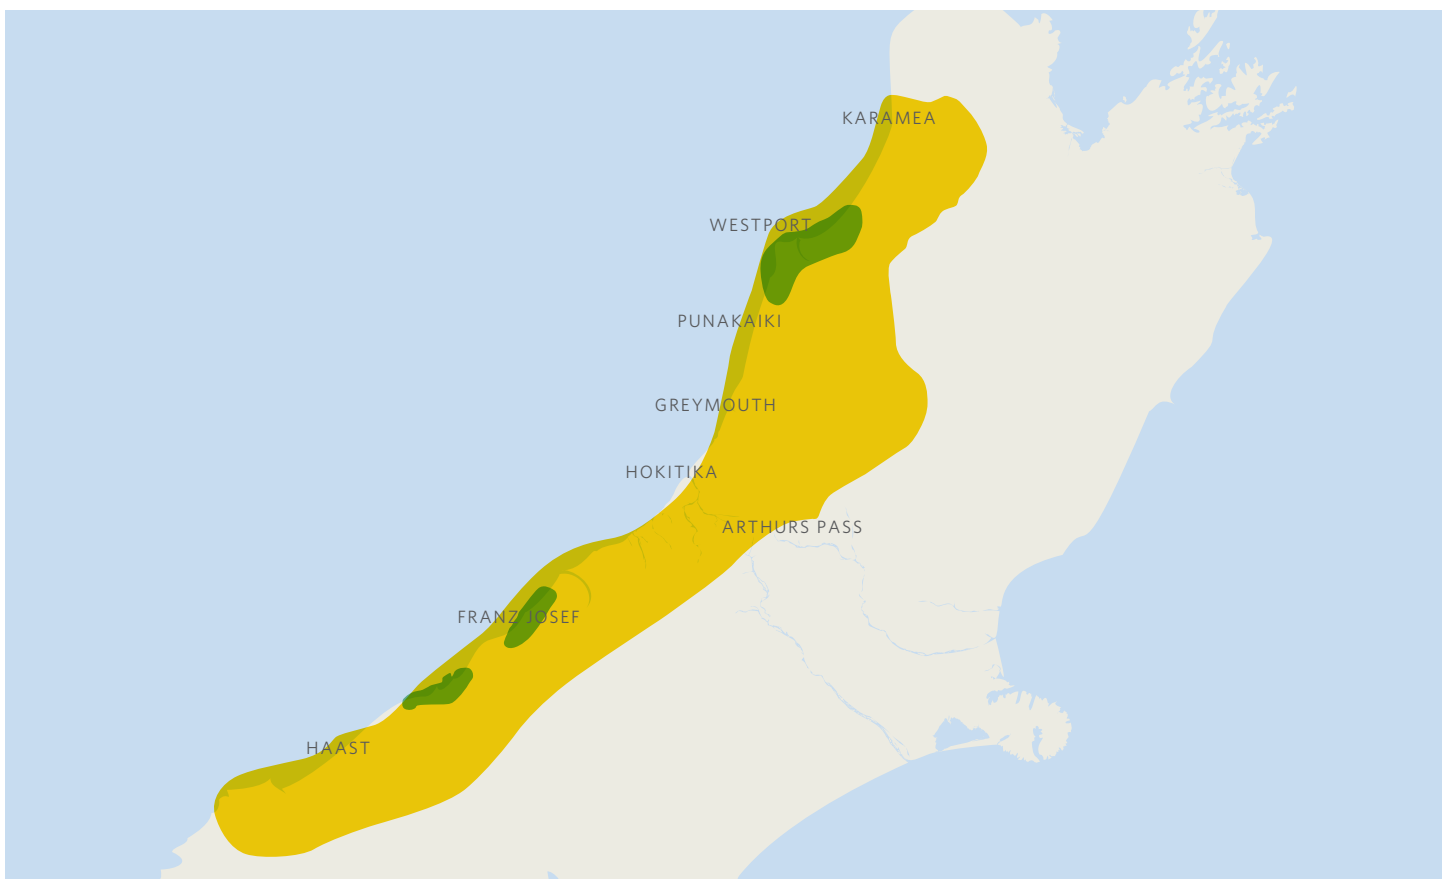 KARAMEA
WESTPORT
PUNAKAIKI
GREYMOUTH
HOKITIKA
ARTHURS PASS
FRANZ JOSEF
HAAST